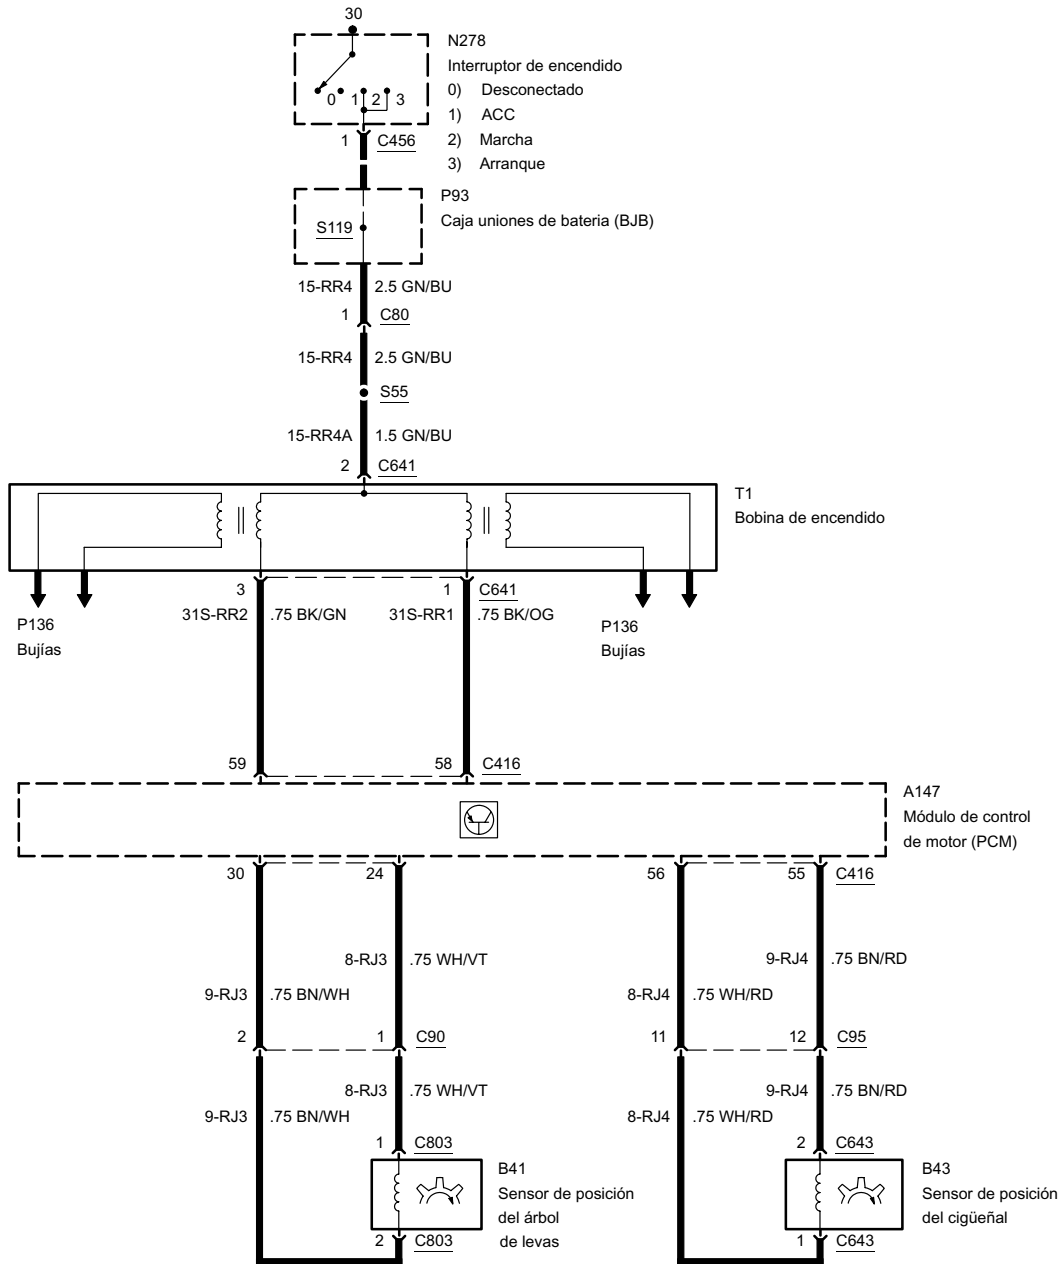 30
N278
Interruptor de encendido
0) Desconectado
1) ACC
2) Marcha
3) Arranque
0 1 2 3
1 C456
P93
Caja uniones de bateria (BJB)
S119
15-RR4 2.5 GN/BU
1 C80
15-RR4 2.5 GN/BU
S55
15-RR4A 1.5 GN/BU
2 C641
T1
Bobina de encendido
3 1 C641
31S-RR2 .75 BK/GN 31S-RR1 .75 BK/OG
P136
Bujías
P136
Bujías
59 58 C416
A147
Módulo de control
de motor (PCM)
30 24 56 55 C416
8-RJ3 .75 WH/VT 9-RJ4 .75 BN/RD
9-RJ3 .75 BN/WH 8-RJ4 .75 WH/RD
2 1 C90 11 12 C95
8-RJ3 .75 WH/VT 9-RJ4 .75 BN/RD
9-RJ3 .75 BN/WH 8-RJ4 .75 WH/RD
1 C803 2 C643
B41
Sensor de posición
del árbol
de levas
B43
Sensor de posición
del cigüeñal
2 C803 1 C643